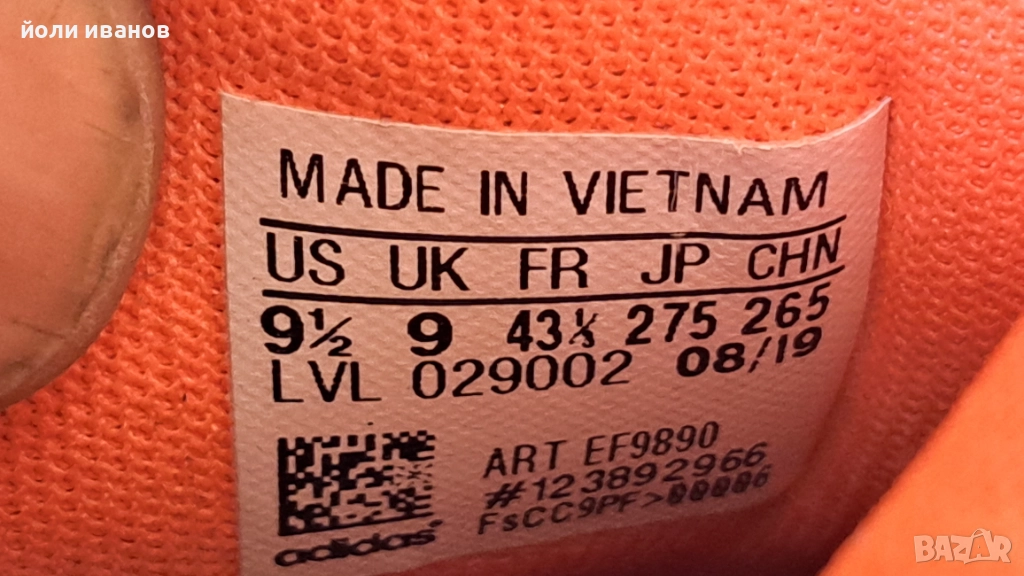 йоли иванов
MADE IN VIETNAM
US UK FR JP CHN
9½ 9 43⅓ 275 265
LVL 029002 08/19
ART EF9890
#123892966
FsCC9PF>00006
adidas
BAZAR